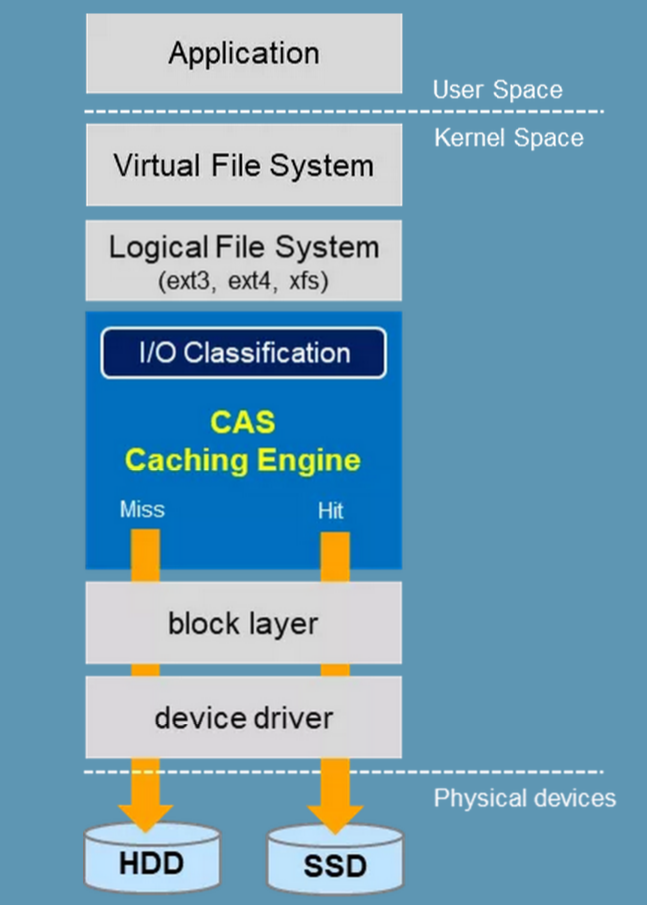 Application
User Space
Kernel Space
Virtual File System
Logical File System
(ext3, ext4, xfs)
I/O Classification
CAS
Caching Engine
Miss
Hit
block layer
device driver
Physical devices
HDD
SSD